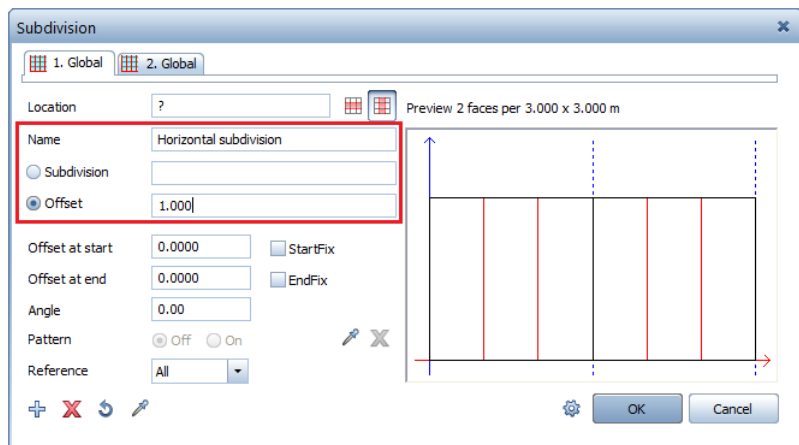 Subdivision
1. Global 2. Global
Location ? Preview 2 faces per 3.000 x 3.000 m
Name Horizontal subdivision
Subdivision
Offset 1.000
Offset at start 0.0000 StartFix
Offset at end 0.0000 EndFix
Angle 0.00
Pattern Off On
Reference All
OK Cancel